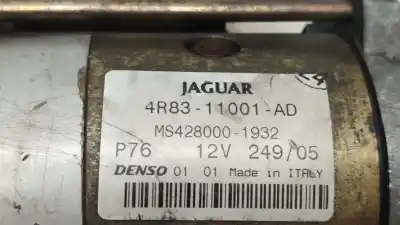 JAGUAR
4R83-11001-AD
MS428000-1932
P76 12V 249/05
DENSO 01 01 Made in ITALY